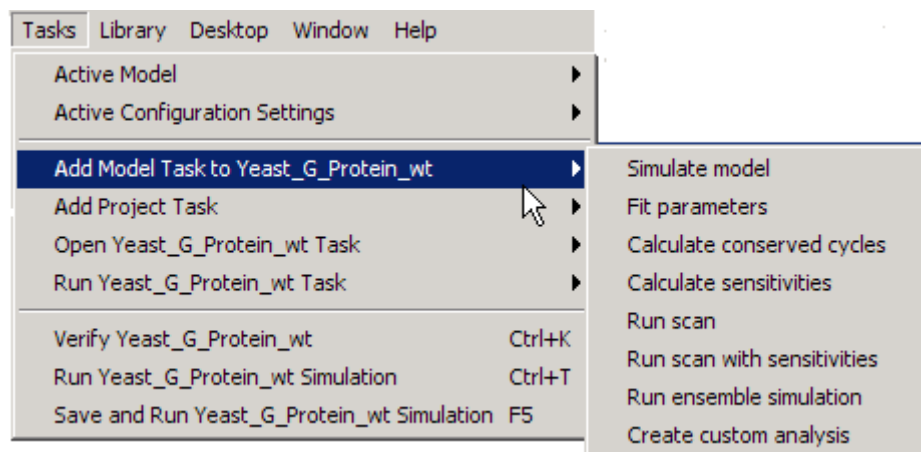 Tasks Library Desktop Window Help
Active Model
Active Configuration Settings
Add Model Task to Yeast_G_Protein_wt
Add Project Task
Open Yeast_G_Protein_wt Task
Run Yeast_G_Protein_wt Task
Verify Yeast_G_Protein_wt Ctrl+K
Run Yeast_G_Protein_wt Simulation Ctrl+T
Save and Run Yeast_G_Protein_wt Simulation F5
Simulate model
Fit parameters
Calculate conserved cycles
Calculate sensitivities
Run scan
Run scan with sensitivities
Run ensemble simulation
Create custom analysis